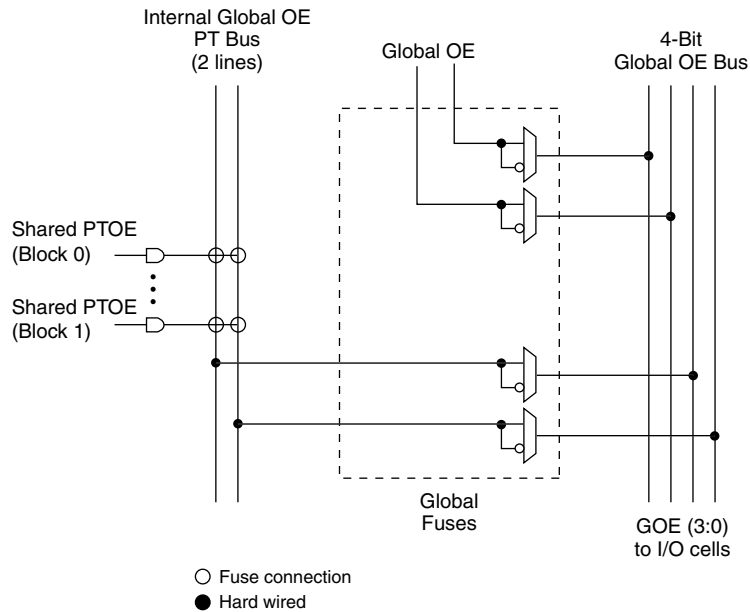 Internal Global OE
PT Bus
(2 lines)
Global OE
4-Bit
Global OE Bus
Shared PTOE
(Block 0)
Shared PTOE
(Block 1)
Global
Fuses
GOE (3:0)
to I/O cells
Fuse connection
Hard wired